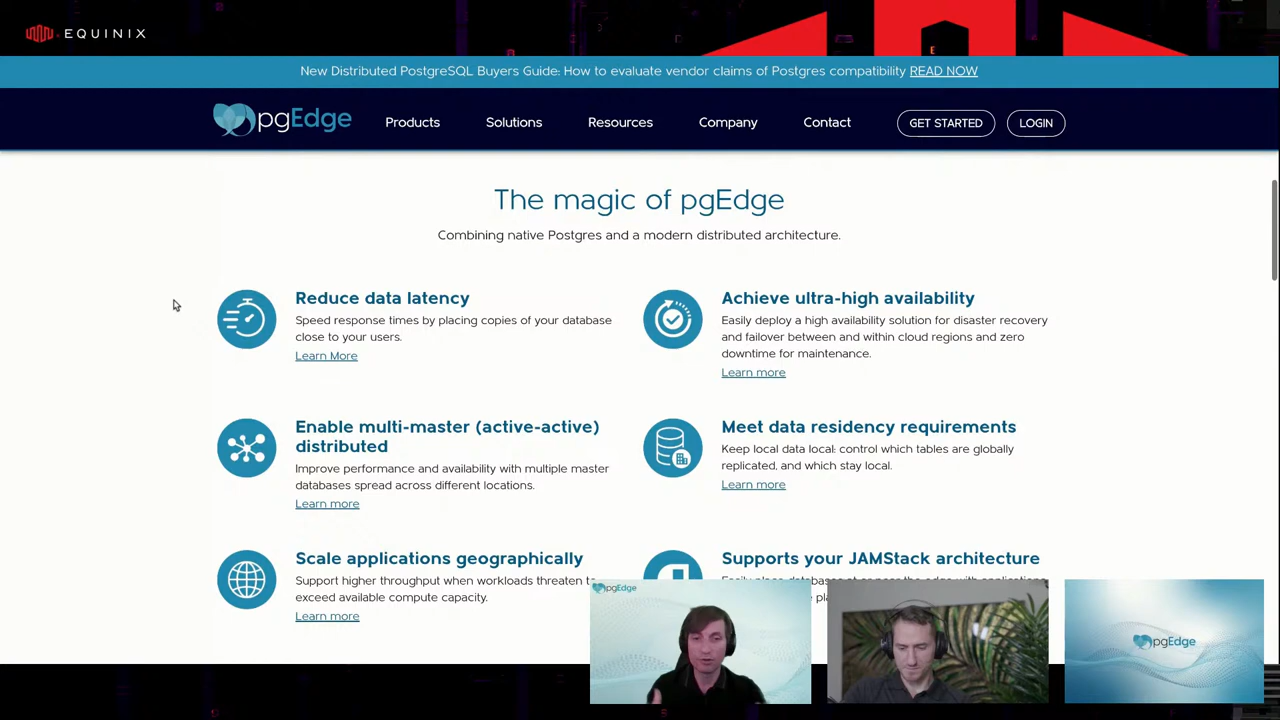 EQUINIX
E
New Distributed PostgreSQL Buyers Guide: How to evaluate vendor claims of Postgres compatibility READ NOW
pgEdge
Products
Solutions
Resources
Company
Contact
GET STARTED
LOGIN
The magic of pgEdge
Combining native Postgres and a modern distributed architecture.
Reduce data latency
Speed response times by placing copies of your database
close to your users.
Learn More
Achieve ultra-high availability
Easily deploy a high availability solution for disaster recovery
and failover between and within cloud regions and zero
downtime for maintenance.
Learn more
Enable multi-master (active-active)
distributed
Improve performance and availability with multiple master
databases spread across different locations.
Learn more
Meet data residency requirements
Keep local data local: control which tables are globally
replicated, and which stay local.
Learn more
Scale applications geographically
Support higher throughput when workloads threaten to
exceed available compute capacity.
Learn more
Supports your JAMStack architecture
pgEdge
pgEdge